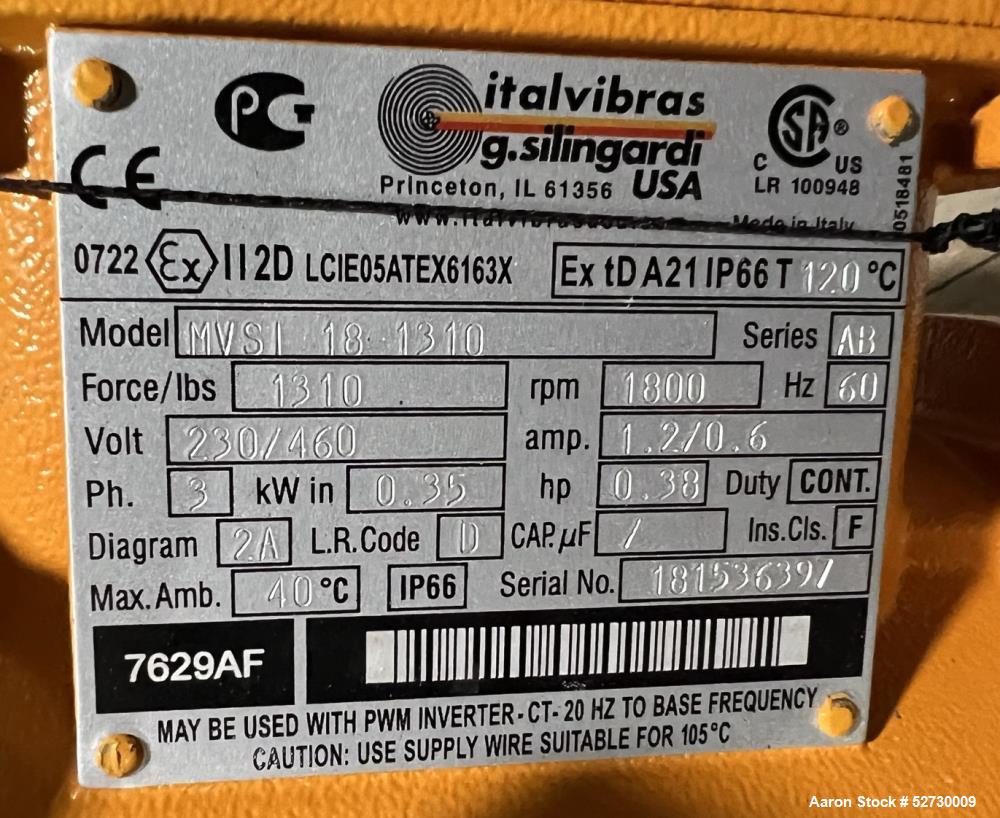 italvibras
g.silingardi
Princeton, IL 61356 USA
Made in Italy
CE
PG
CSA ®
C US
LR 100948
0518481
0722 Ex II 2D LCIE05ATEX6163X
Ex tD A21 IP66 T 120 °C
Model MVSI 18 1310 Series AB
Force/lbs 1310 rpm 1800 Hz 60
Volt 230/460 amp. 1.2/0.6
Ph. 3 kW in 0.35 hp 0.38 Duty CONT.
Diagram 2A L.R.Code D CAP.µF / Ins.Cls. F
Max.Amb. 40 °C IP66 Serial No.
7629AF
MAY BE USED WITH PWM INVERTER - CT - 20 HZ TO BASE FREQUENCY
CAUTION: USE SUPPLY WIRE SUITABLE FOR 105°C
Aaron Stock # 52730009